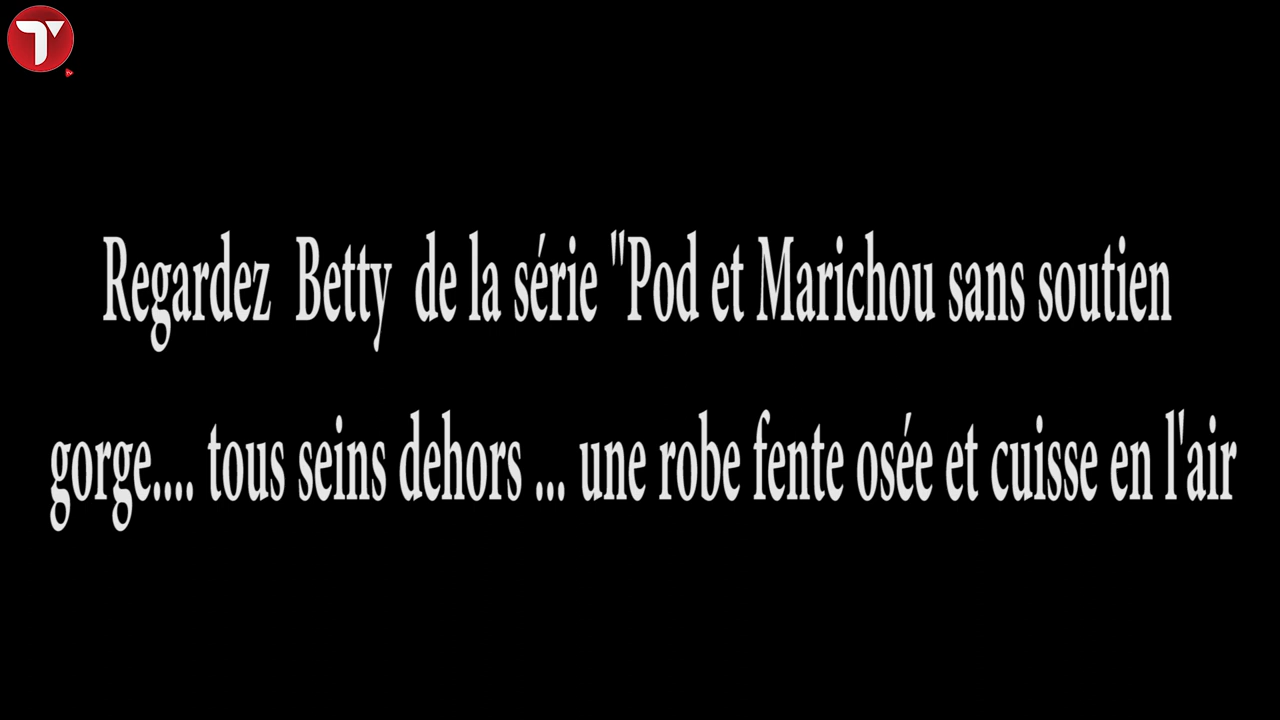 TV
Regardez Betty de la série "Pod et Marichou sans soutien
gorge.... tous seins dehors ... une robe fente osée et cuisse en l'air